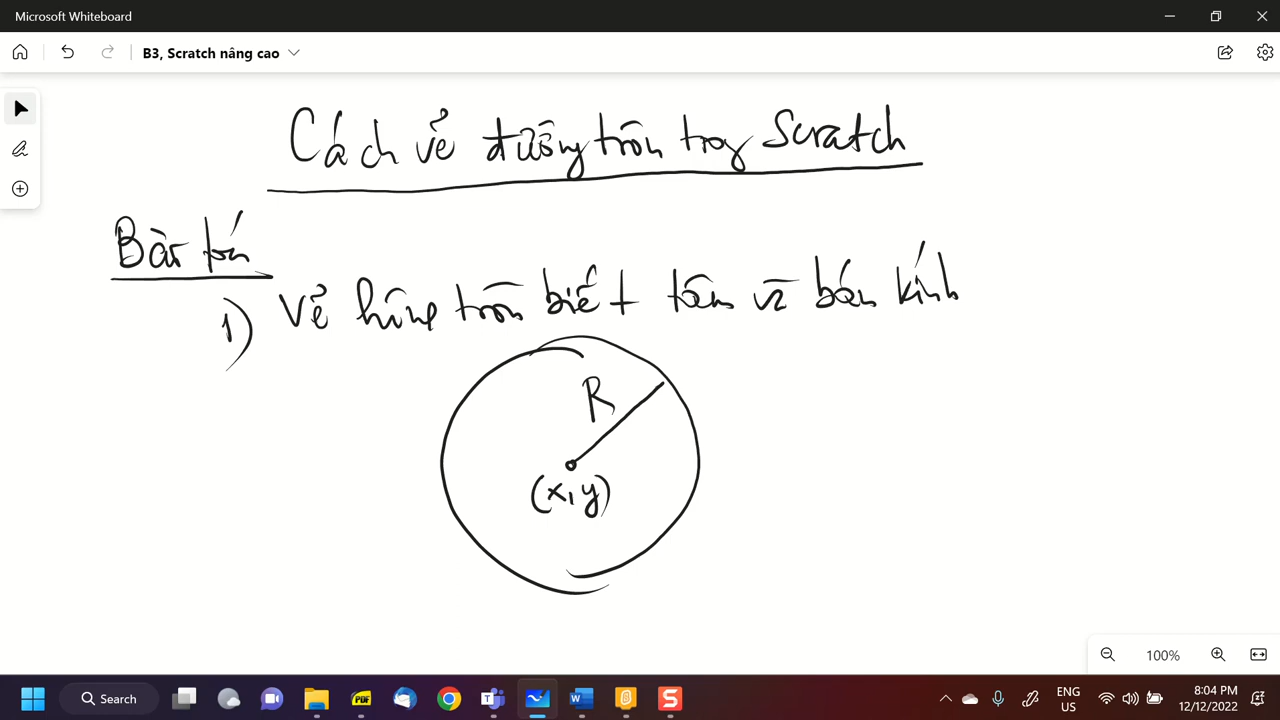 Microsoft Whiteboard
B3, Scratch nâng cao
Cách vẽ đường tròn trong Scratch
Bài toán
1) Vẽ hình tròn biết tâm và bán kính
R
(x,y)
100%
Search
ENG
US
8:04 PM
12/12/2022